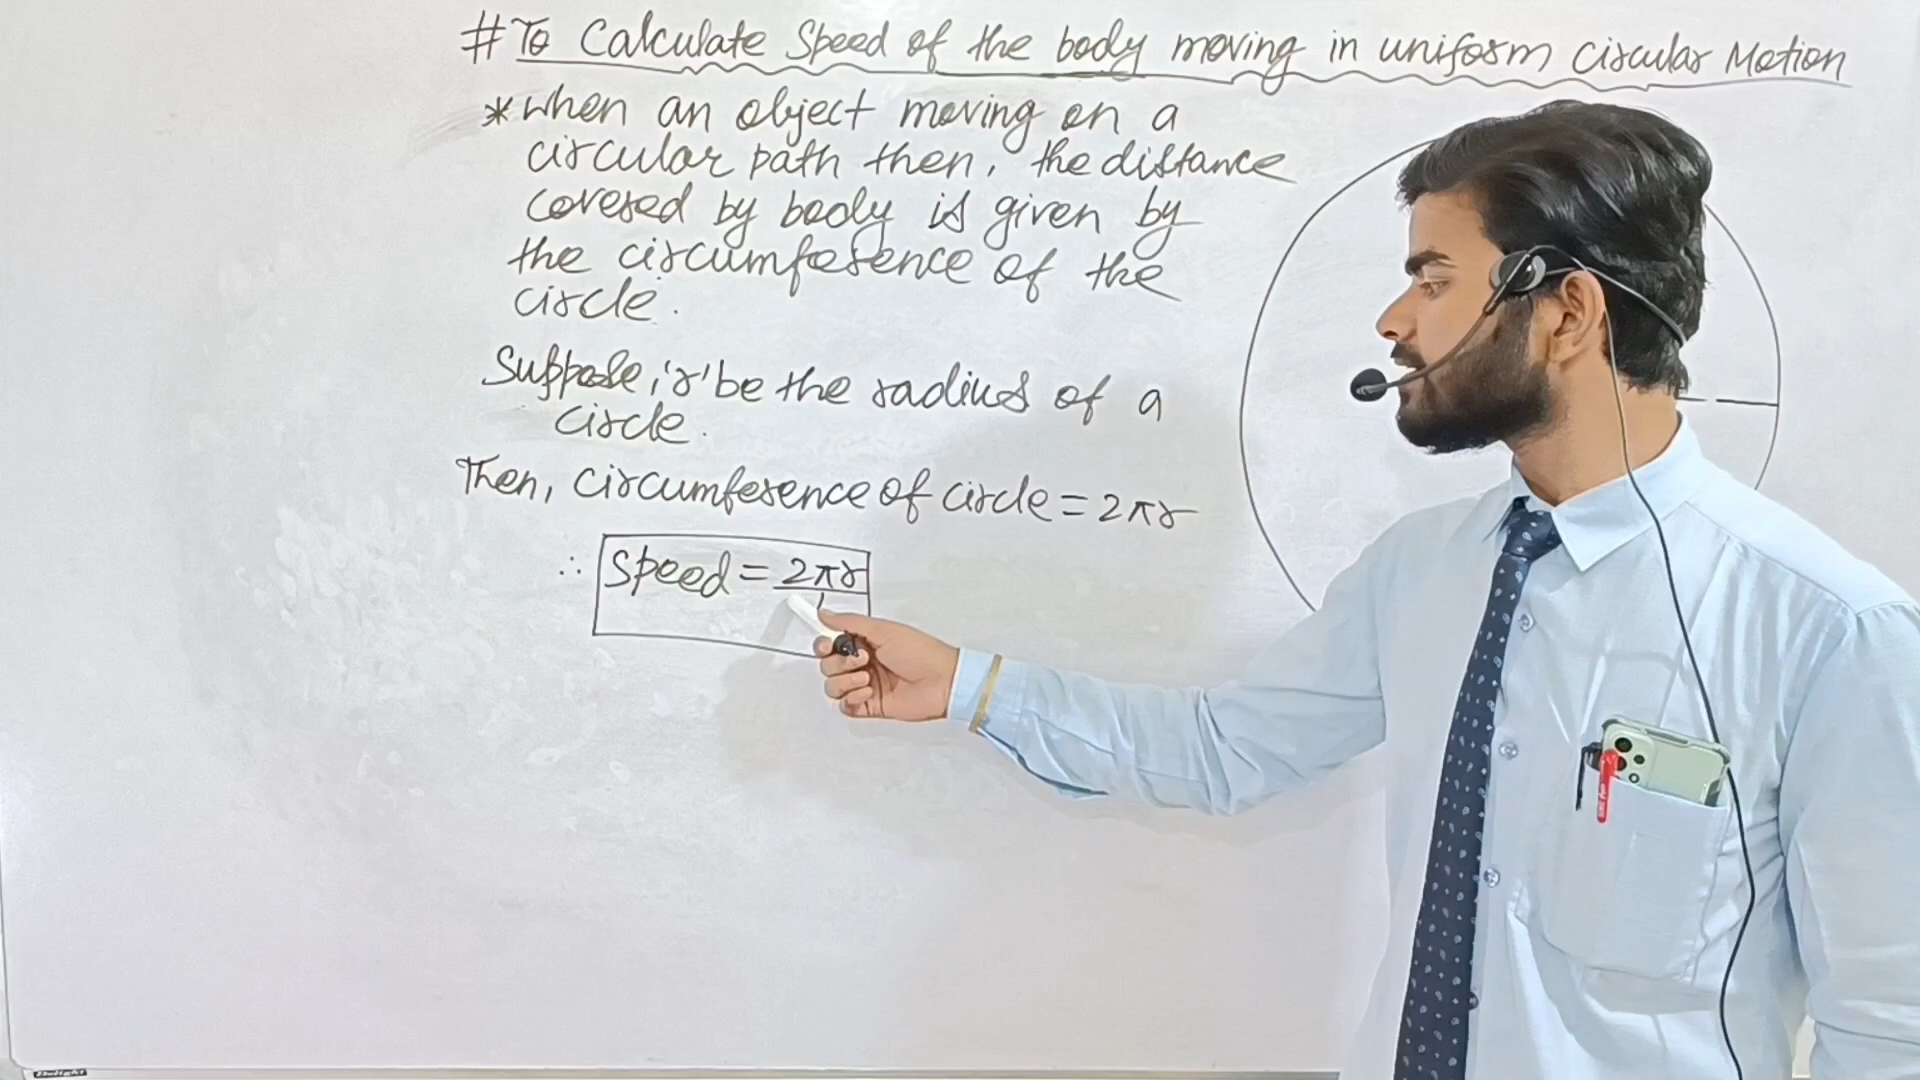 # To Calculate Speed of the body moving in uniform Circular Motion
* When an object moving on a
circular path then, the distance
covered by body is given by
the circumference of the
circle.
Suppose, 'r' be the radius of a
circle.
Then, circumference of circle = 2πr
∴ Speed = 2πr